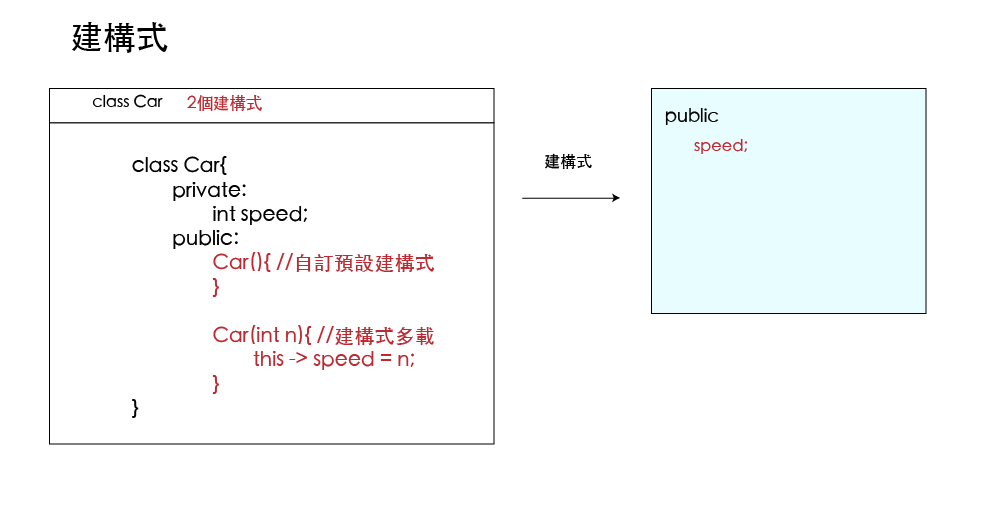 建構式
class Car 2個建構式
class Car{
private:
int speed;
public:
Car(){ //自訂預設建構式
}
Car(int n){ //建構式多載
this -> speed = n;
}
}
建構式
public
speed;